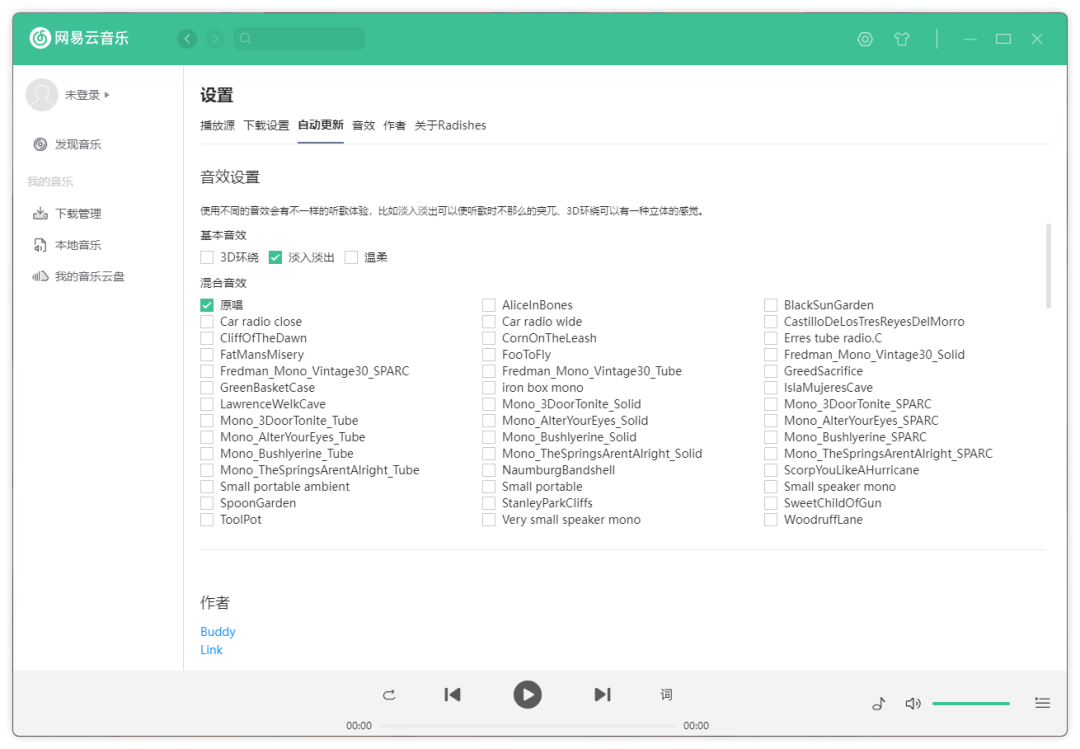 网易云音乐
未登录
发现音乐
我的音乐
下载管理
本地音乐
我的音乐云盘
设置
播放源 下载设置 自动更新 音效 作者 关于Radishes
音效设置
使用不同的音效会有不一样的听歌体验，比如淡入淡出可以使听歌时不那么的突兀、3D环绕可以有一种立体的感觉。
基本音效
3D环绕 淡入淡出 温柔
混合音效
原唱 AliceInBones BlackSunGarden
Car radio close Car radio wide CastilloDeLosTresReyesDelMorro
CliffOfTheDawn CornOnTheLeash Erres tube radio.C
FatMansMisery FooToFly Fredman_Mono_Vintage30_Solid
Fredman_Mono_Vintage30_SPARC Fredman_Mono_Vintage30_Tube GreedSacrifice
GreenBasketCase iron box mono IslaMujeresCave
LawrenceWelkCave Mono_3DoorTonite_Solid Mono_3DoorTonite_SPARC
Mono_3DoorTonite_Tube Mono_AlterYourEyes_Solid Mono_AlterYourEyes_SPARC
Mono_AlterYourEyes_Tube Mono_Bushlyerine_Solid Mono_Bushlyerine_SPARC
Mono_Bushlyerine_Tube Mono_TheSpringsArentAlright_Solid Mono_TheSpringsArentAlright_SPARC
Mono_TheSpringsArentAlright_Tube NaumburgBandshell ScorpYouLikeAHurricane
Small portable ambient Small portable Small speaker mono
SpoonGarden StanleyParkCliffs SweetChildOfGun
ToolPot Very small speaker mono WoodruffLane
作者
Buddy
Link
词
00:00 00:00